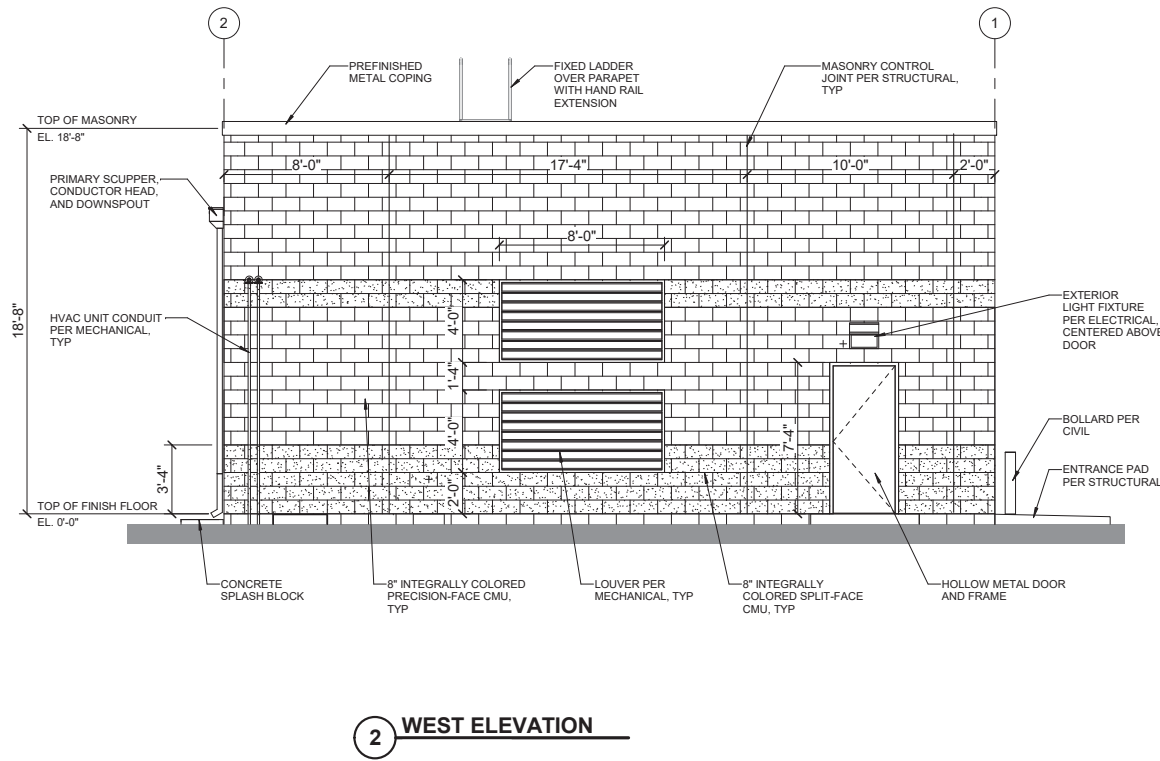 2
1
PREFINISHED
METAL COPING
FIXED LADDER
OVER PARAPET
WITH HAND RAIL
EXTENSION
MASONRY CONTROL
JOINT PER STRUCTURAL,
TYP
TOP OF MASONRY
EL. 18'-8"
8'-0"
17'-4"
10'-0"
2'-0"
PRIMARY SCUPPER,
CONDUCTOR HEAD,
AND DOWNSPOUT
8'-0"
18'-8"
HVAC UNIT CONDUIT
PER MECHANICAL,
TYP
4'-0"
1'-4"
4'-0"
2'-0"
EXTERIOR
LIGHT FIXTURE
PER ELECTRICAL,
CENTERED ABOVE
DOOR
7'-4"
3'-4"
BOLLARD PER
CIVIL
ENTRANCE PAD
PER STRUCTURAL
TOP OF FINISH FLOOR
EL. 0'-0"
CONCRETE
SPLASH BLOCK
8" INTEGRALLY COLORED
PRECISION-FACE CMU,
TYP
LOUVER PER
MECHANICAL, TYP
8" INTEGRALLY
COLORED SPLIT-FACE
CMU, TYP
HOLLOW METAL DOOR
AND FRAME
2 WEST ELEVATION